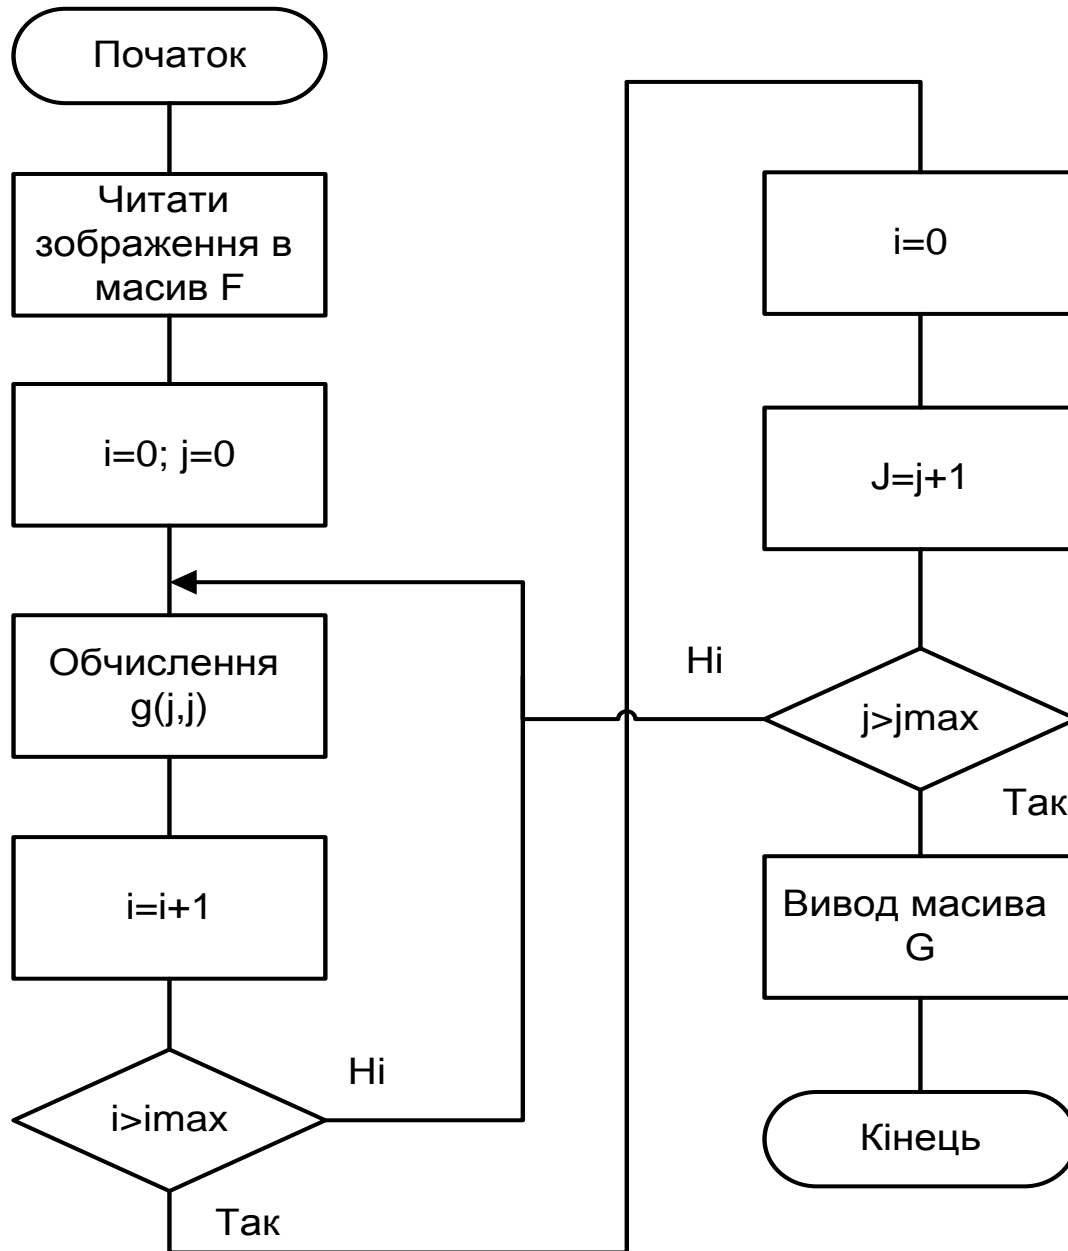 Початок
Читати
зображення в
масив F
i=0; j=0
Обчислення
g(j,j)
i=i+1
i>imax
Ні
Так
i=0
J=j+1
j>jmax
Ні
Так
Вивод масива
G
Кінець